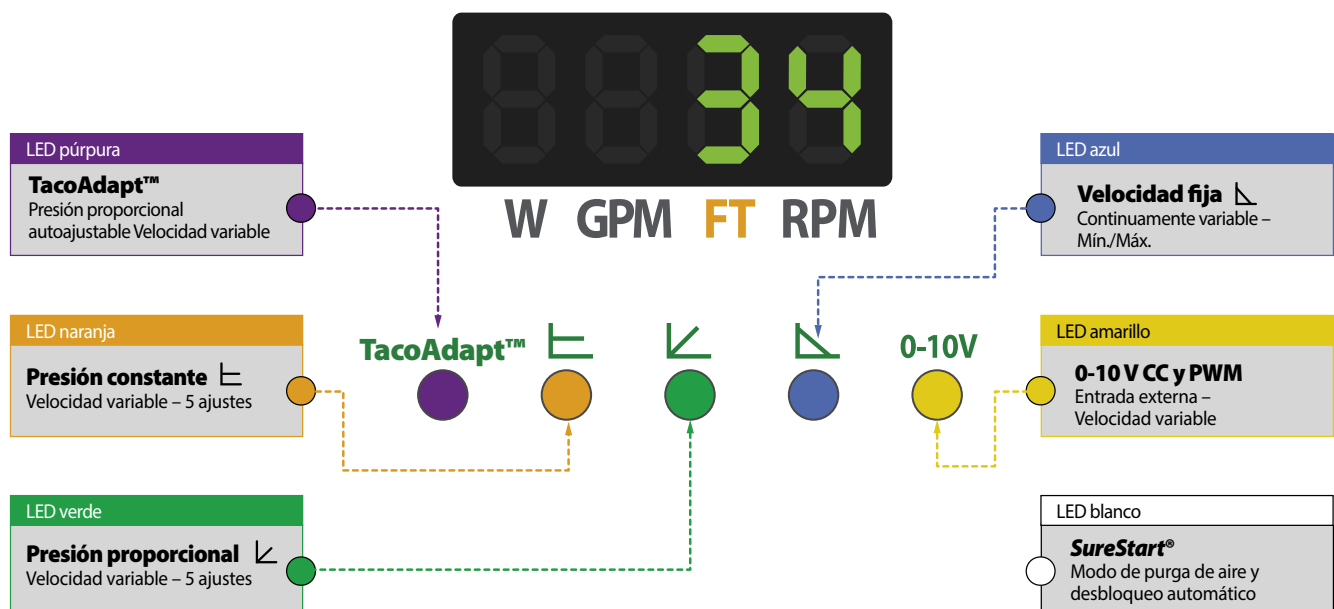 34
W GPM FT RPM
LED púrpura
TacoAdapt™
Presión proporcional
autoajustable Velocidad variable
LED naranja
Presión constante
Velocidad variable – 5 ajustes
LED verde
Presión proporcional
Velocidad variable – 5 ajustes
TacoAdapt™
0-10V
LED azul
Velocidad fija
Continuamente variable –
Mín./Máx.
LED amarillo
0-10 V CC y PWM
Entrada externa –
Velocidad variable
LED blanco
SureStart®
Modo de purga de aire y
desbloqueo automático